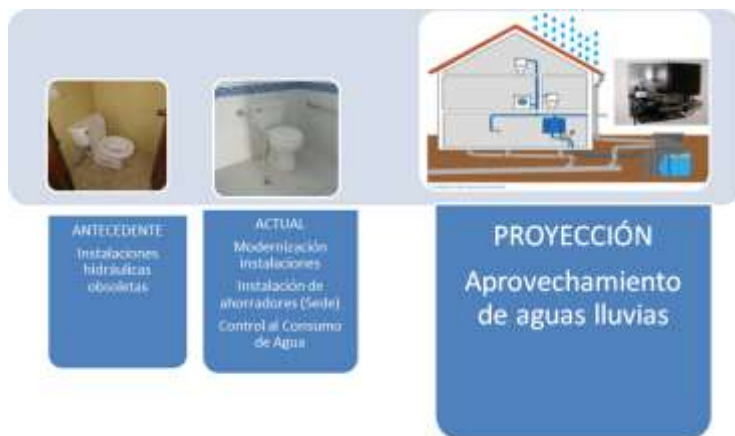 ANTECEDENTE
Instalaciones
hidráulicas
obsoletas
ACTUAL
Modernización
instalaciones
Instalación de
ahorradores (Sede)
Control al Consumo
de Agua
PROYECCIÓN
Aprovechamiento
de aguas lluvias